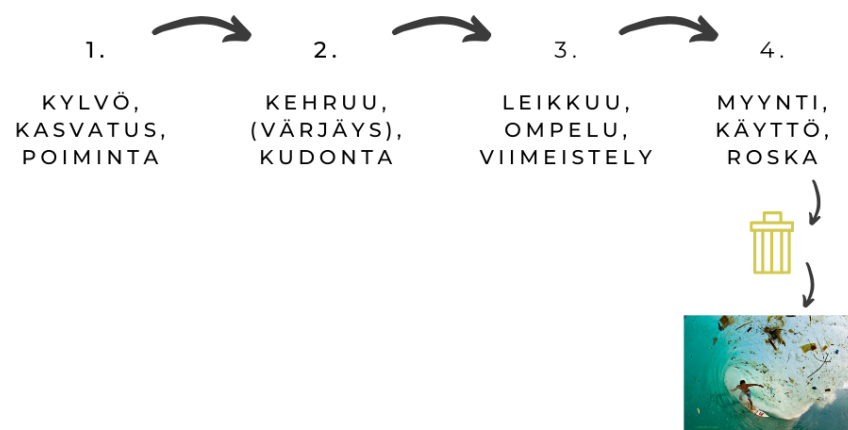 1.
KYLVÖ,
KASVATUS,
POIMINTA
2.
KEHRUU,
(VÄRJÄYS),
KUDONTA
3.
LEIKKUU,
OMPELU,
VIIMEISTELY
4.
MYYNTI,
KÄYTTÖ,
ROSKA